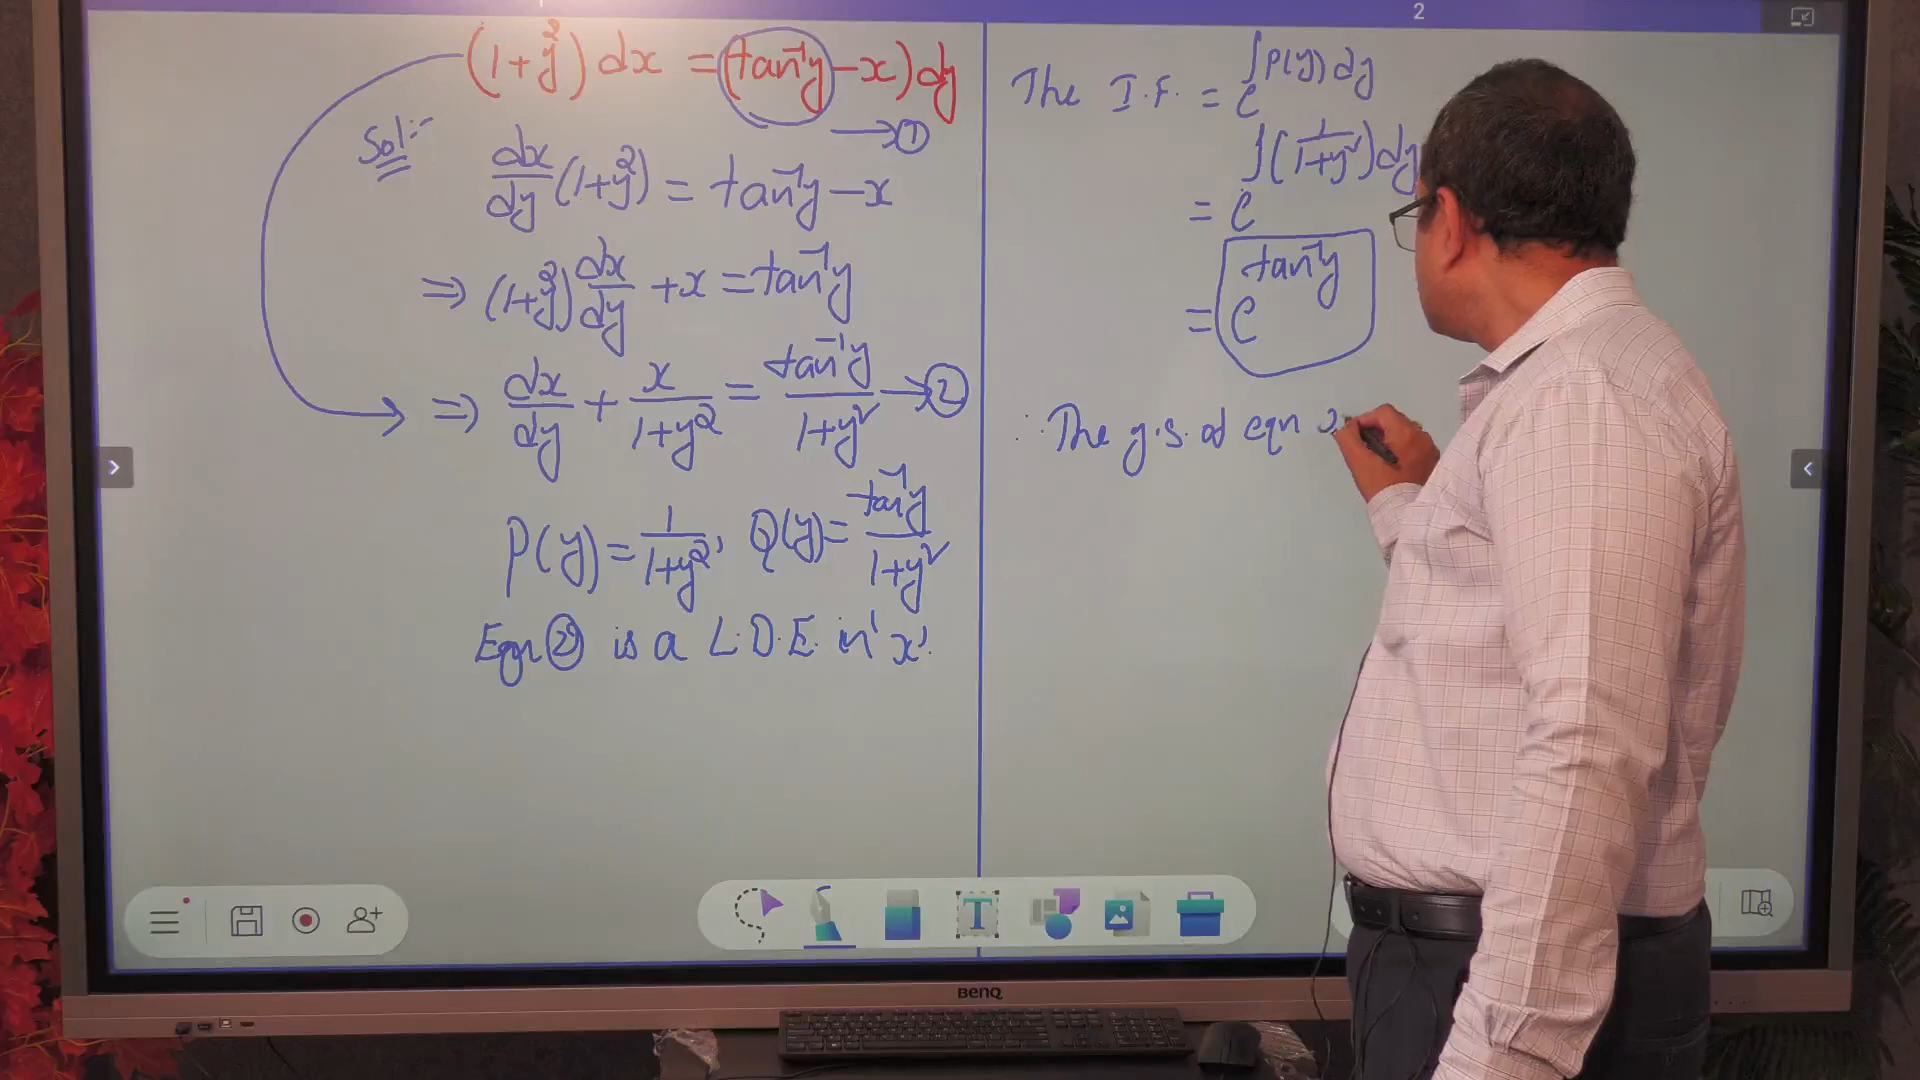 2
(1+y²) dx = (tan⁻¹y - x) dy
→ ①
Sol:-
dx/dy (1+y²) = tan⁻¹y - x
⇒ (1+y²) dx/dy + x = tan⁻¹y
⇒ dx/dy + x/(1+y²) = tan⁻¹y/(1+y²) → ②
P(y) = 1/(1+y²), Q(y) = tan⁻¹y/(1+y²)
Eqn ② is a L.D.E. in 'x'.
The I.F. = e^∫P(y) dy
= e^∫(1/(1+y²)) dy
= e^tan⁻¹y
∴ The g.s. of eqn 2
T
BenQ